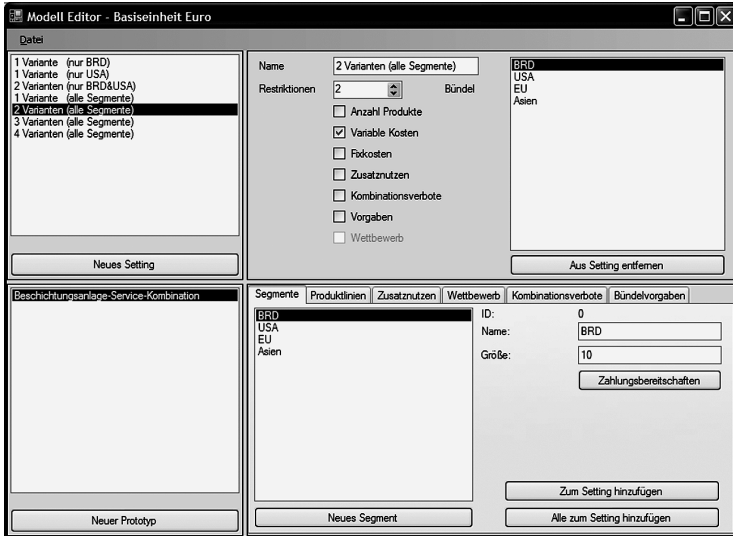 Modell Editor - Basiseinheit Euro
Datei
1 Variante (nur BRD)
1 Variante (nur USA)
2 Varianten (nur BRD&USA)
1 Variante (alle Segmente)
2 Varianten (alle Segmente)
3 Varianten (alle Segmente)
4 Varianten (alle Segmente)
Neues Setting
Name 2 Varianten (alle Segmente)
Restriktionen 2 Bündel
Anzahl Produkte
Variable Kosten
Fixkosten
Zusatznutzen
Kombinationsverbote
Vorgaben
Wettbewerb
BRD
USA
EU
Asien
Aus Setting entfernen
Beschichtungsanlage-Service-Kombination
Neuer Prototyp
Segmente Produktlinien Zusatznutzen Wettbewerb Kombinationsverbote Bündelvorgaben
BRD
USA
EU
Asien
Neues Segment
ID: 0
Name: BRD
Größe: 10
Zahlungsbereitschaften
Zum Setting hinzufügen
Alle zum Setting hinzufügen